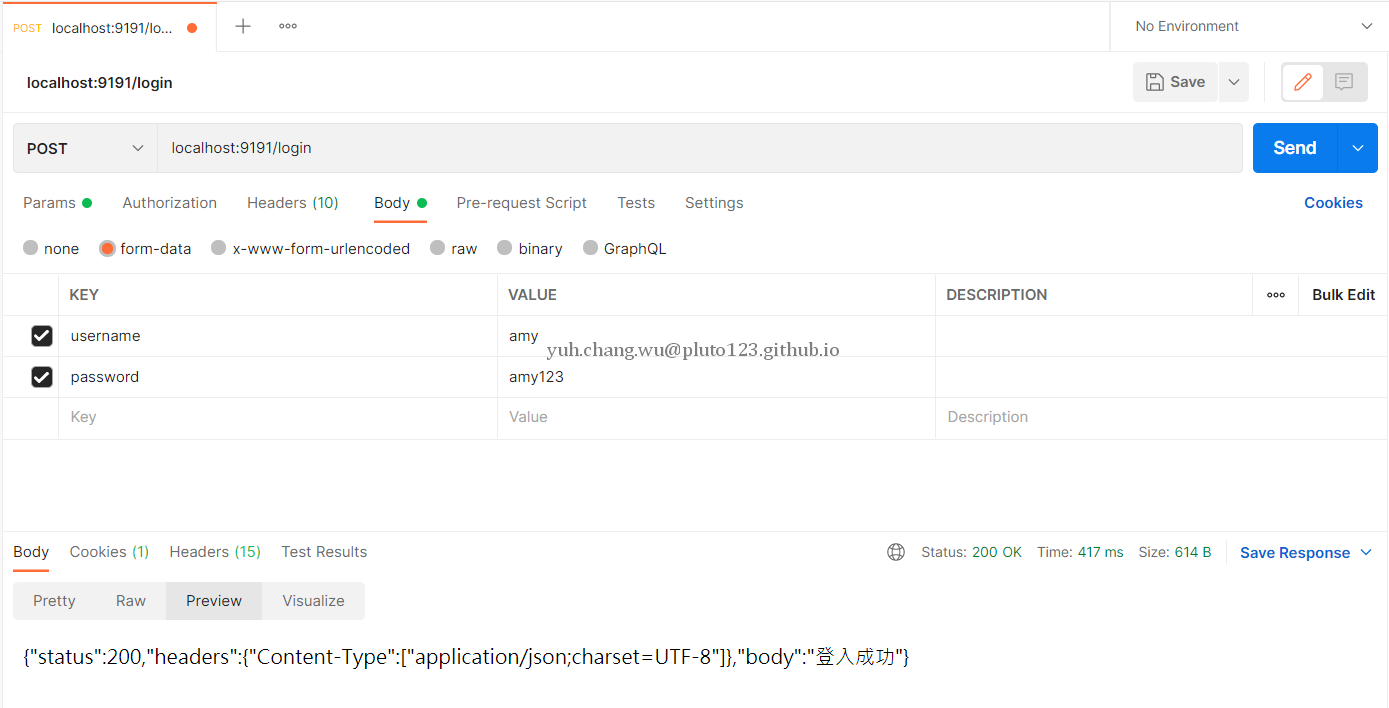 POST localhost:9191/lo... No Environment
localhost:9191/login Save
POST localhost:9191/login Send
Params Authorization Headers (10) Body Pre-request Script Tests Settings Cookies
none form-data x-www-form-urlencoded raw binary GraphQL
KEY VALUE DESCRIPTION Bulk Edit
username amy
yuh.chang.wu@pluto123.github.io
password amy123
Key Value Description
Body Cookies (1) Headers (15) Test Results Status: 200 OK Time: 417 ms Size: 614 B Save Response
Pretty Raw Preview Visualize
{"status":200,"headers":{"Content-Type":["application/json;charset=UTF-8"]},"body":"登入成功"}